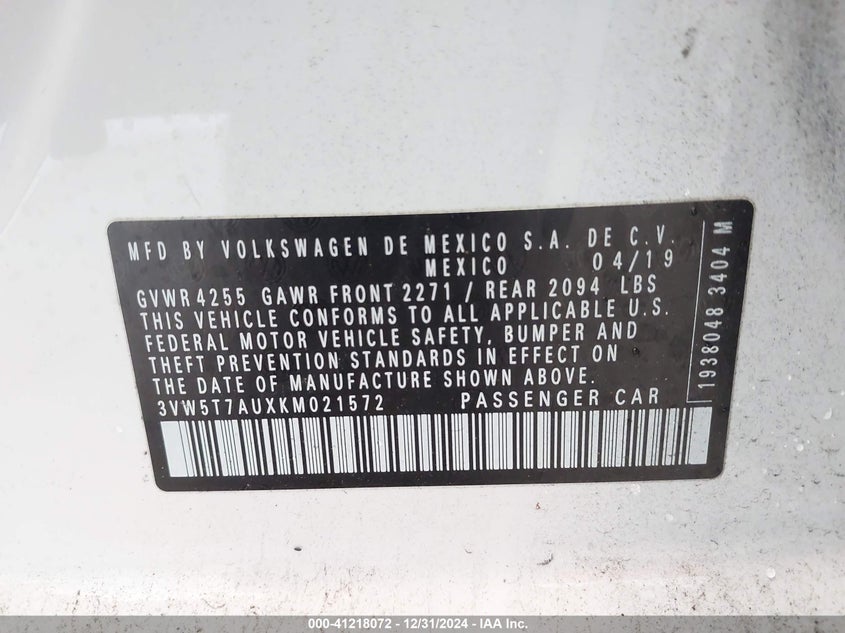 MFD BY VOLKSWAGEN DE MEXICO S.A. DE C.V.
MEXICO 04/19
GVWR 4255 GAWR FRONT 2271 / REAR 2094 LBS
THIS VEHICLE CONFORMS TO ALL APPLICABLE U.S.
FEDERAL MOTOR VEHICLE SAFETY, BUMPER AND
THEFT PREVENTION STANDARDS IN EFFECT ON
THE DATE OF MANUFACTURE SHOWN ABOVE.
3VW5T7AUXKM021572 PASSENGER CAR
1938048 3404 M
000-41218072 - 12/31/2024 - IAA Inc.